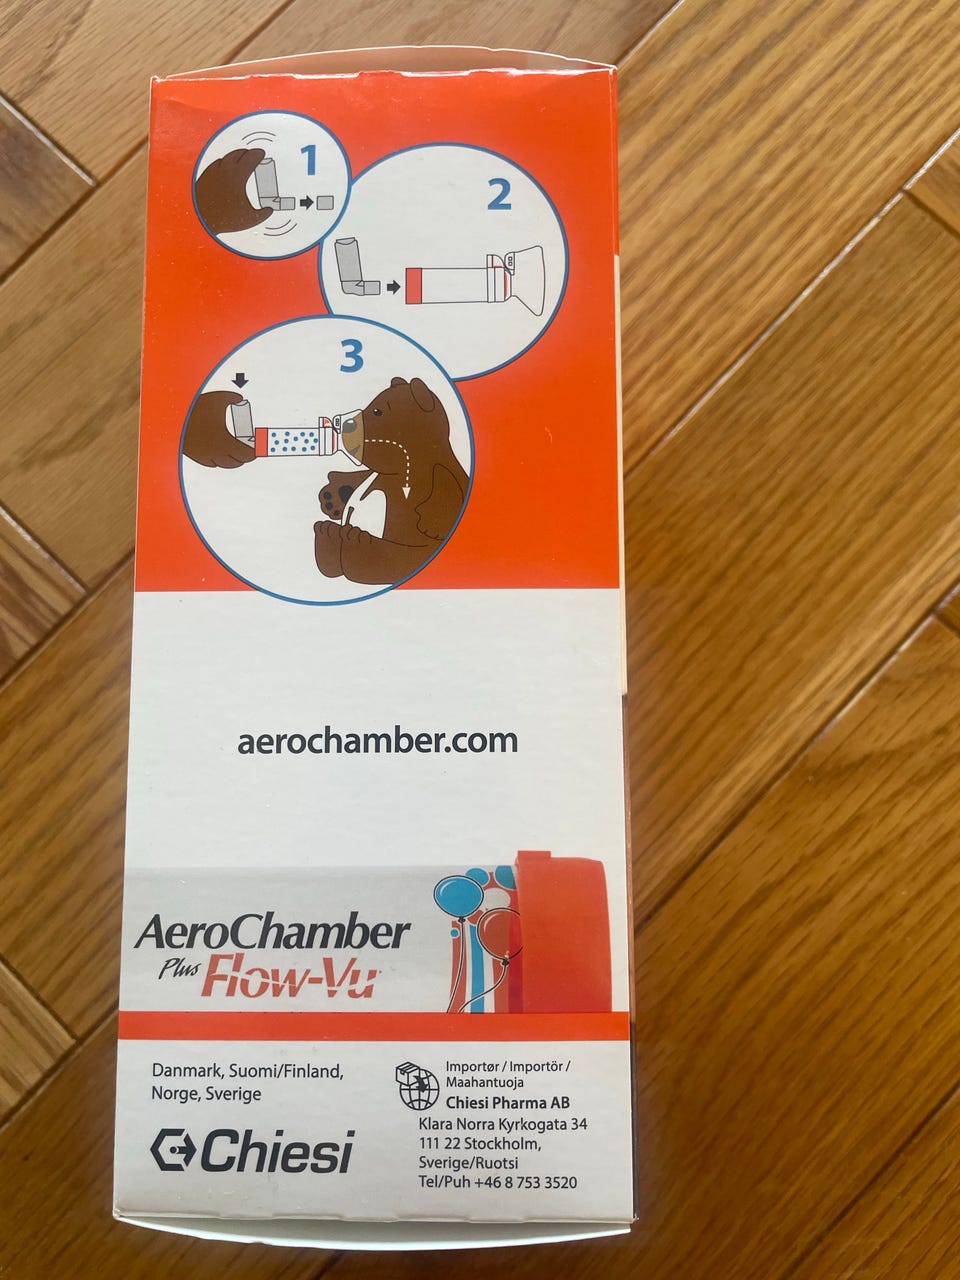 1
2
3
aerochamber.com
AeroChamber
Plus Flow-Vu
Danmark, Suomi/Finland,
Norge, Sverige
Chiesi
Importør / Importör /
Maahantuoja
Chiesi Pharma AB
Klara Norra Kyrkogata 34
111 22 Stockholm,
Sverige/Ruotsi
Tel/Puh +46 8 753 3520